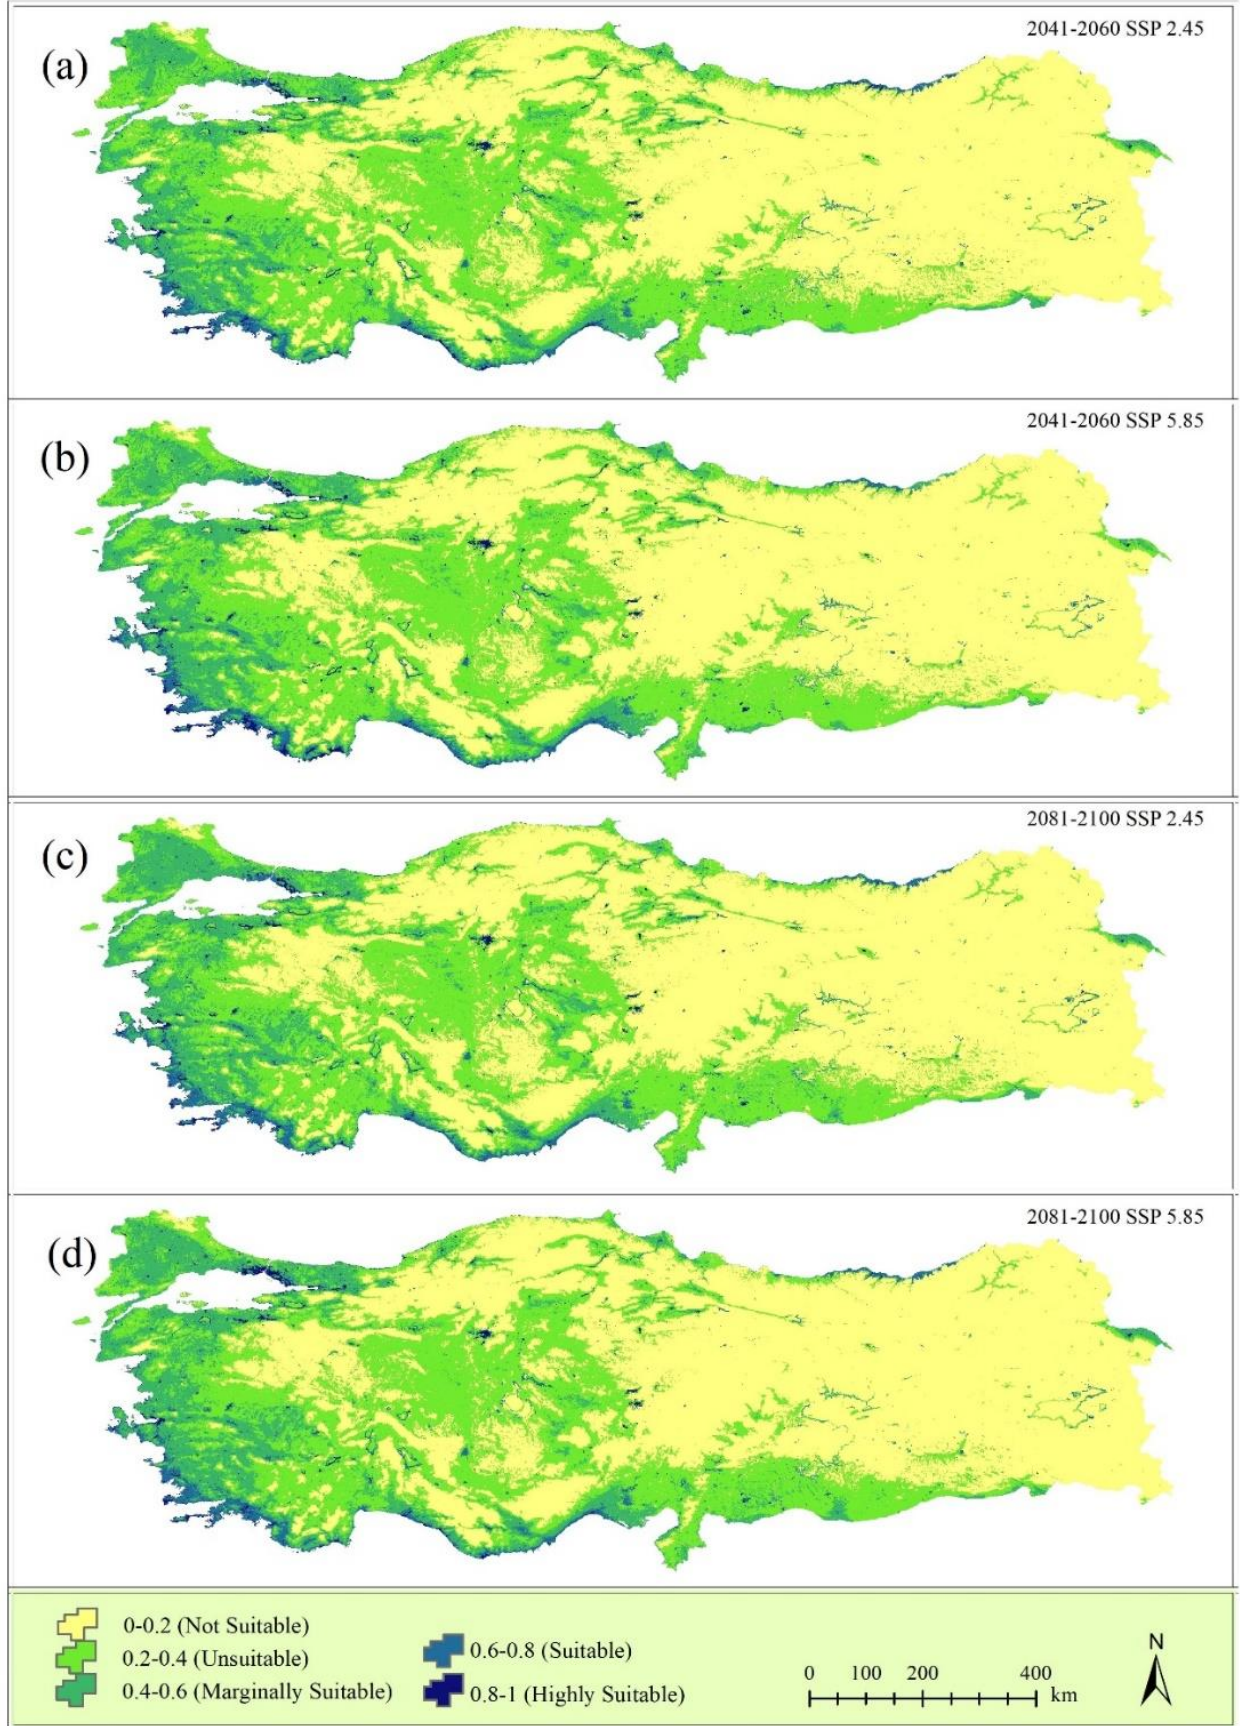 (a)
2041-2060 SSP 2.45
(b)
2041-2060 SSP 5.85
(c)
2081-2100 SSP 2.45
(d)
2081-2100 SSP 5.85
0-0.2 (Not Suitable)
0.2-0.4 (Unsuitable)
0.4-0.6 (Marginally Suitable)
0.6-0.8 (Suitable)
0.8-1 (Highly Suitable)
0 100 200 400
km
N